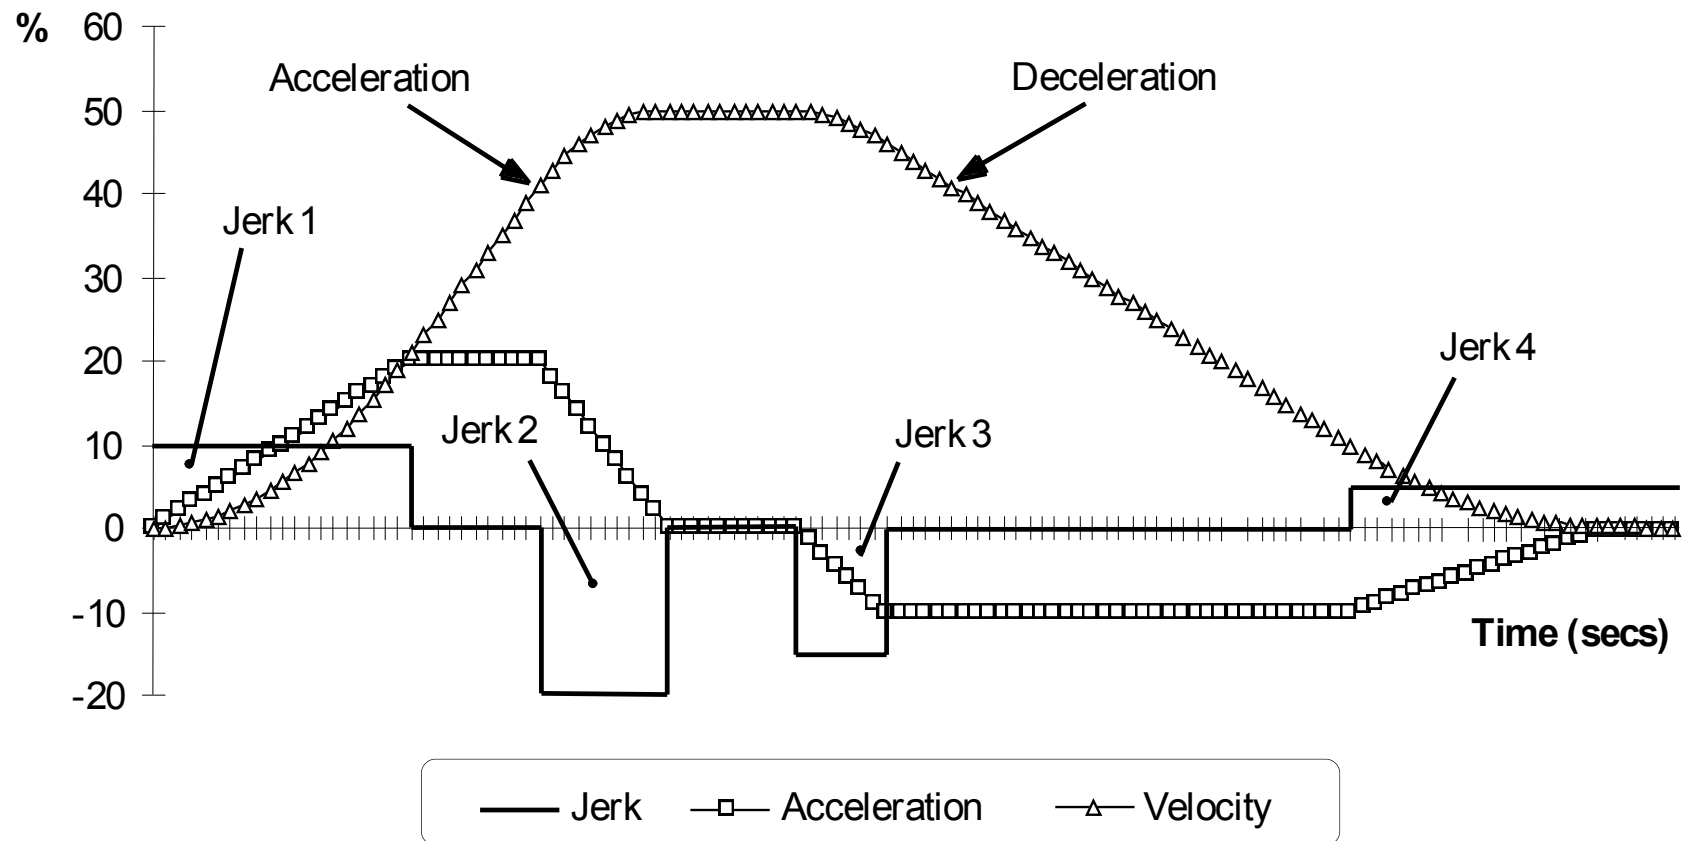 % 60
Acceleration
Deceleration
50
40
Jerk 1
30
20
Jerk 4
10
Jerk 2
Jerk 3
0
-10
Time (secs)
-20
Jerk Acceleration Velocity